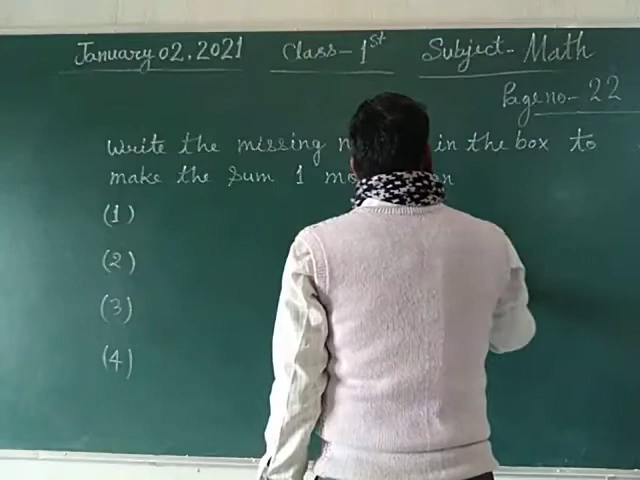 January 02, 2021 Class - 1st Subject - Math
Page no - 22
Write the missing in the box to
make the sum 1
(1)
(2)
(3)
(4)